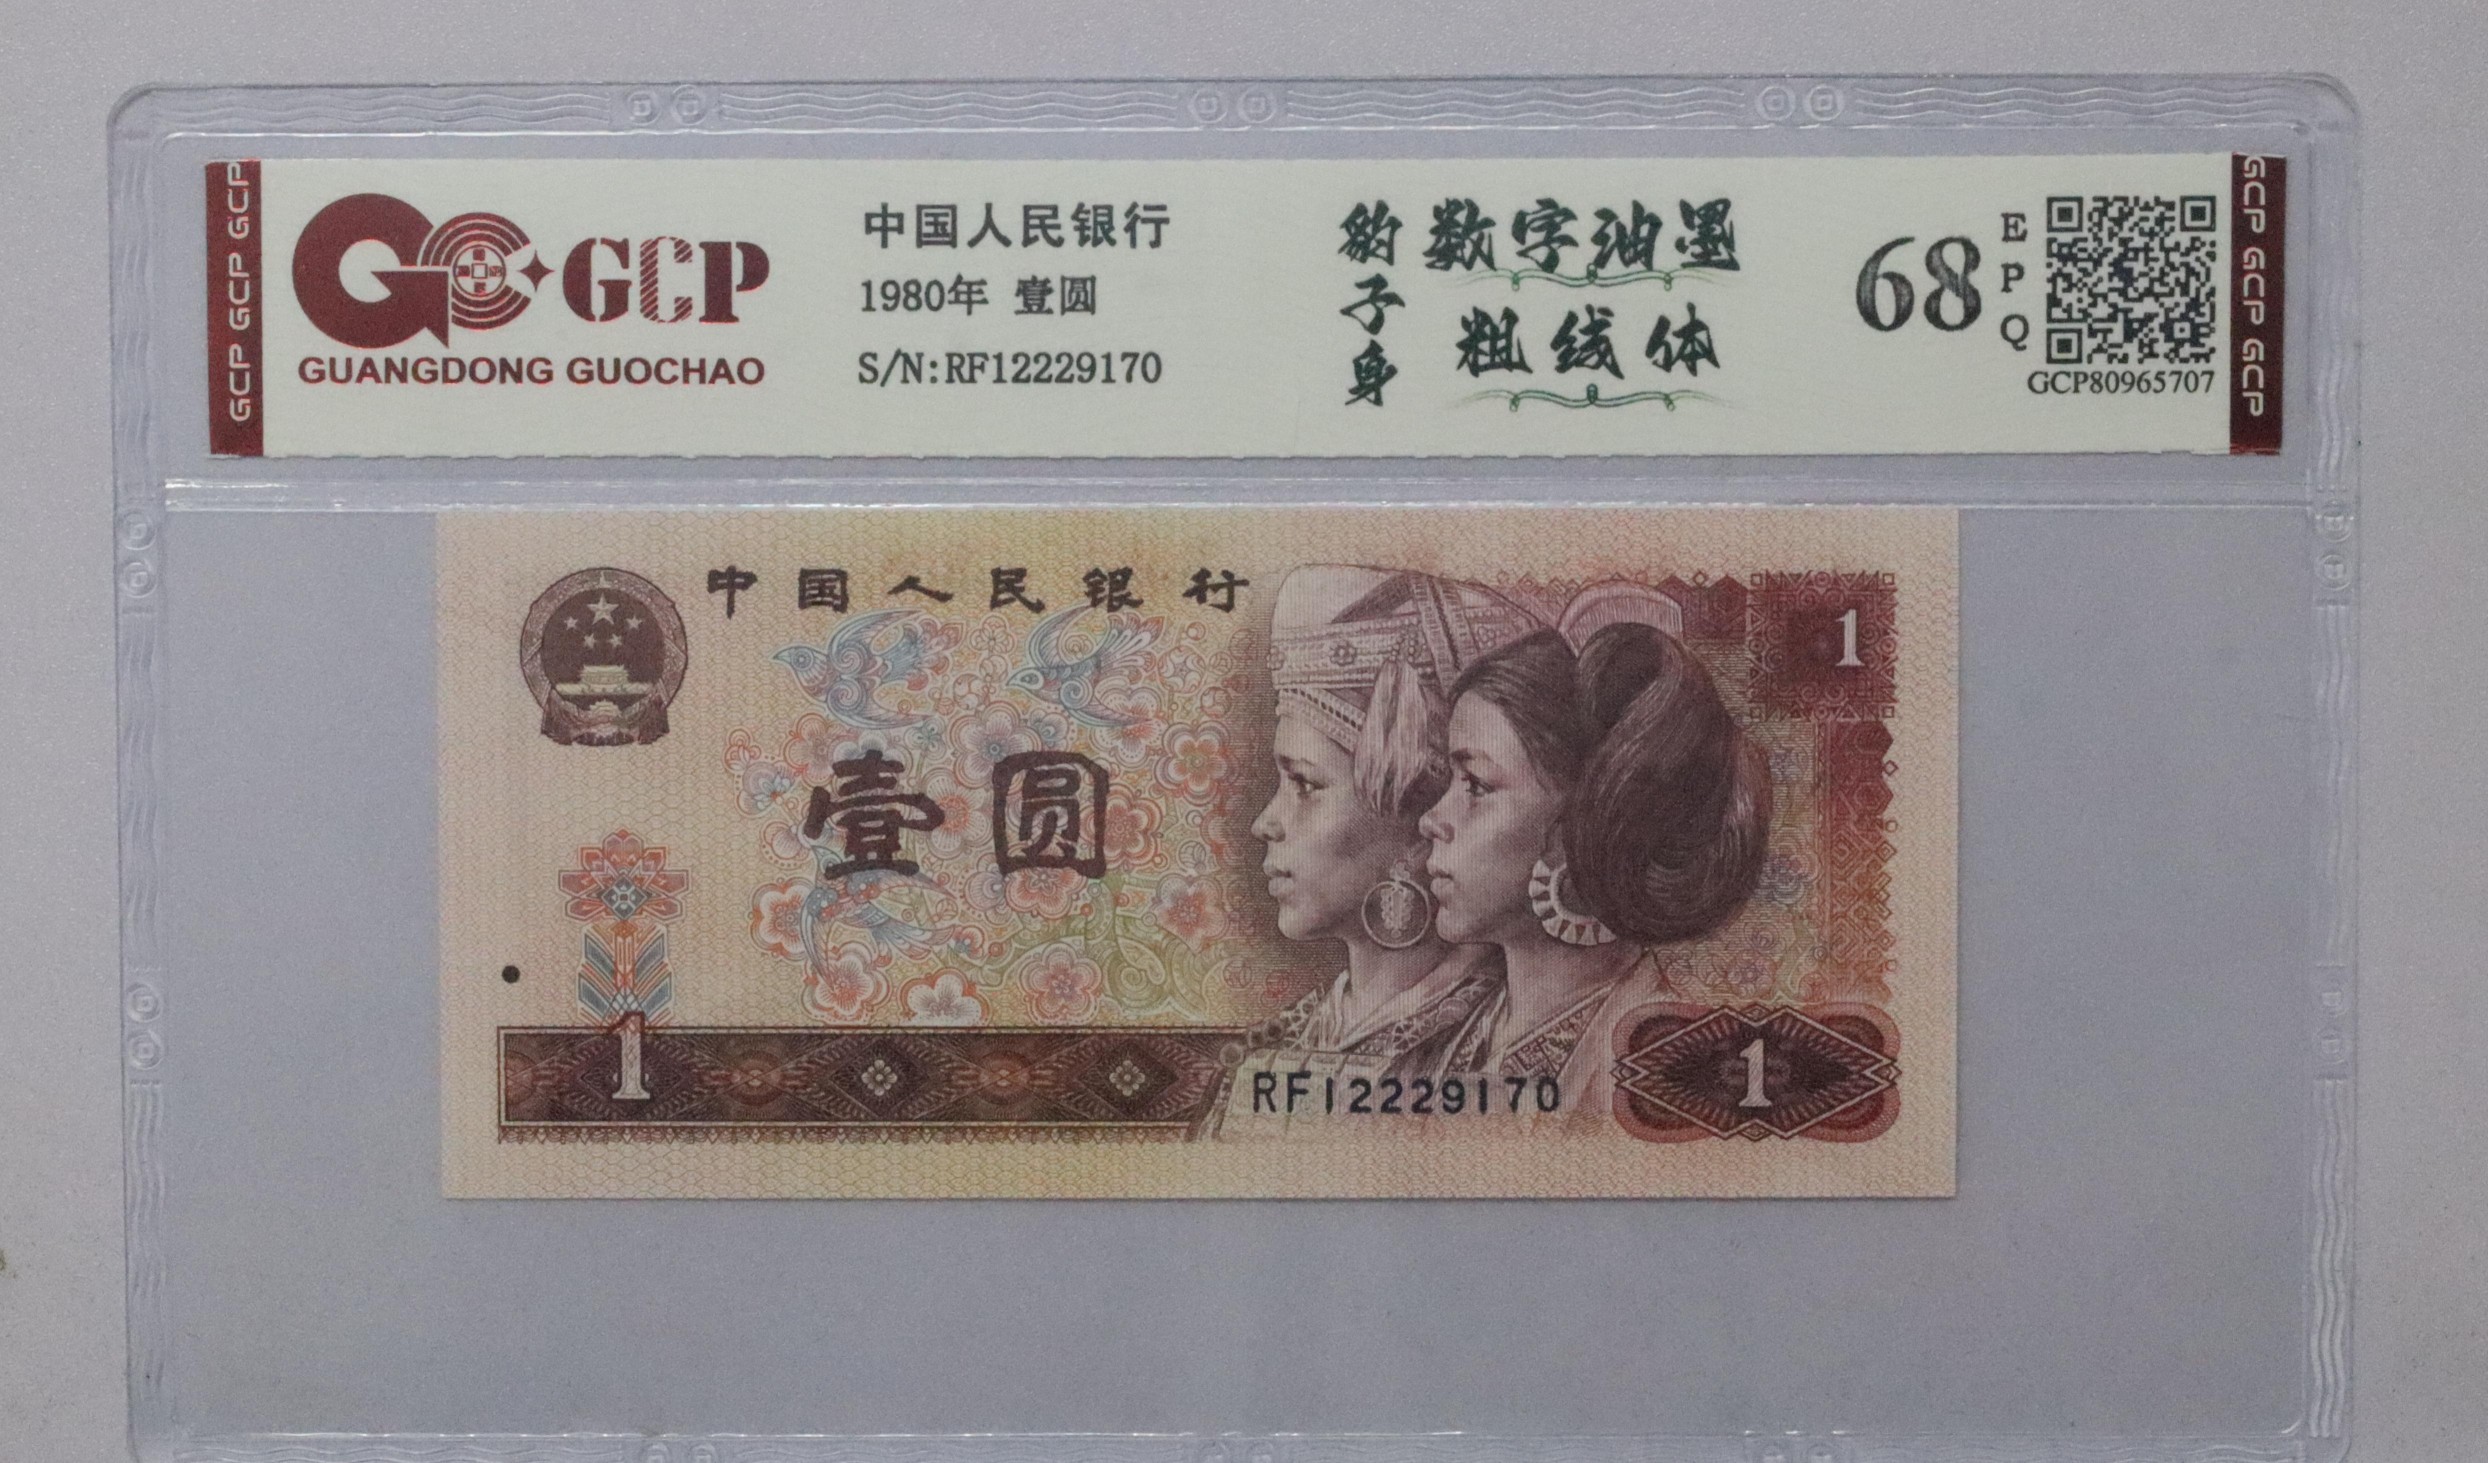 GCP GCP GCP
GCP
GUANGDONG GUOCHAO
中国人民银行
1980年 壹圆
S/N:RF12229170
豹子身
数字油墨
粗线体
68
EPQ
GCP80965707
GCP GCP GCP
中国人民银行
1
壹圆
1
RF12229170
1